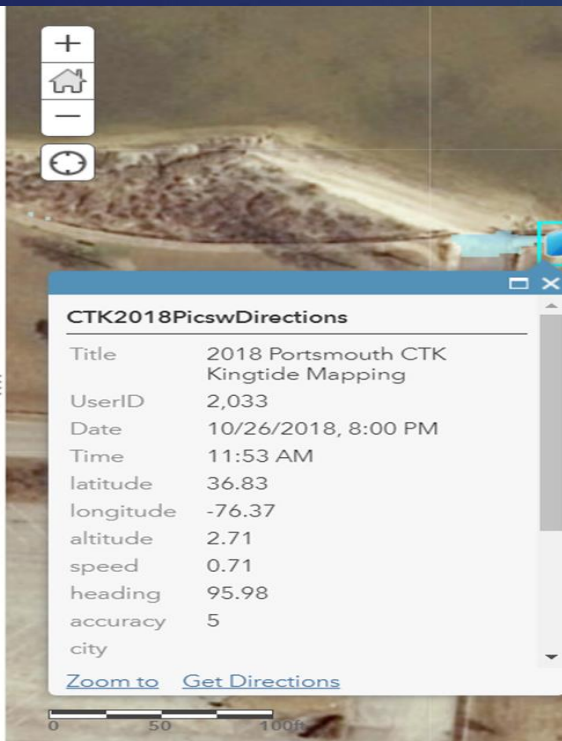 +
−
CTK2018PicswDirections
Title 2018 Portsmouth CTK
Kingtide Mapping
UserID 2,033
Date 10/26/2018, 8:00 PM
Time 11:53 AM
latitude 36.83
longitude -76.37
altitude 2.71
speed 0.71
heading 95.98
accuracy 5
city
Zoom to Get Directions
0 50 100ft